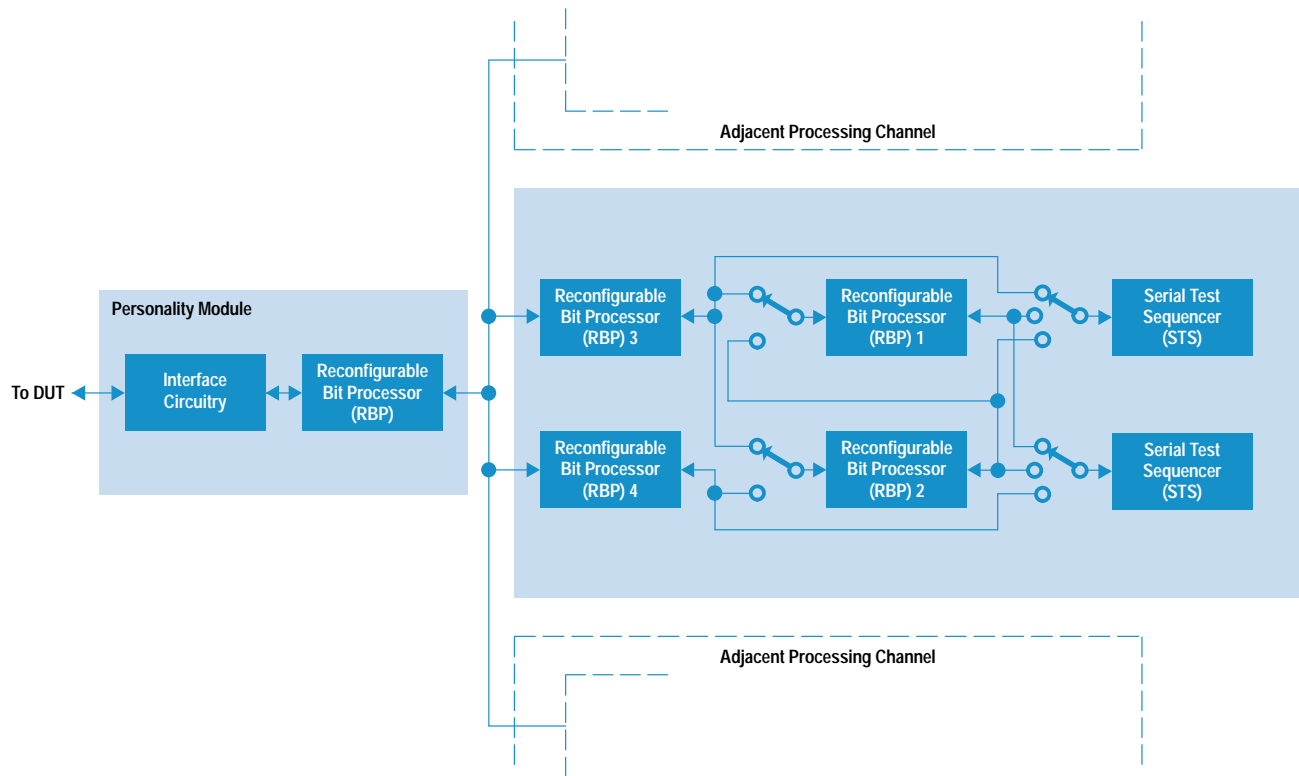 Adjacent Processing Channel
Personality Module
To DUT
Interface
Circuitry
Reconfigurable
Bit Processor
(RBP)
Reconfigurable
Bit Processor
(RBP) 3
Reconfigurable
Bit Processor
(RBP) 1
Serial Test
Sequencer
(STS)
Reconfigurable
Bit Processor
(RBP) 4
Reconfigurable
Bit Processor
(RBP) 2
Serial Test
Sequencer
(STS)
Adjacent Processing Channel